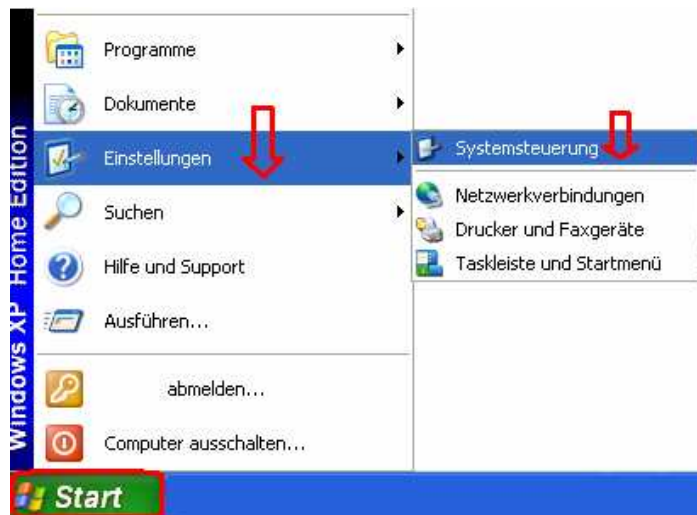 Windows XP Home Edition
Programme
Dokumente
Einstellungen
Suchen
Hilfe und Support
Ausführen...
abmelden...
Computer ausschalten...
Systemsteuerung
Netzwerkverbindungen
Drucker und Faxgeräte
Taskleiste und Startmenü
Start